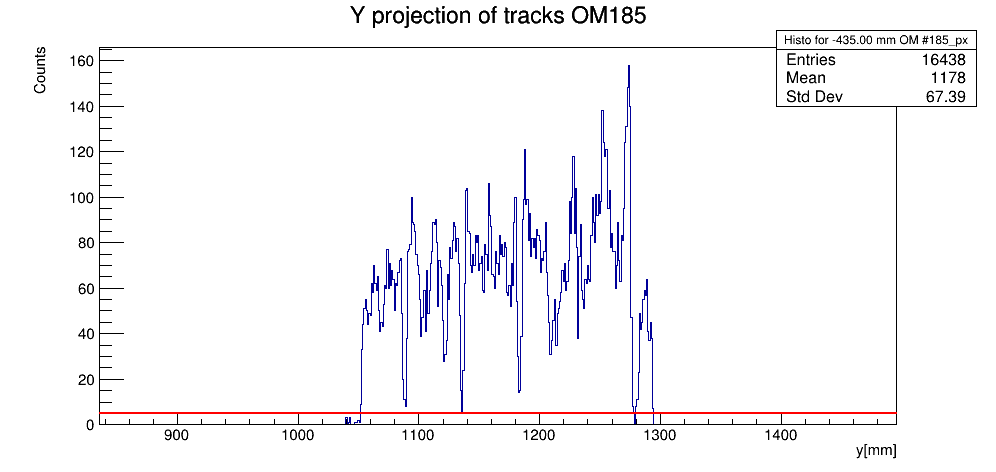 Y projection of tracks OM185
Histo for -435.00 mm OM #185_px
Entries 16438
Mean 1178
Std Dev 67.39
Counts
160
140
120
100
80
60
40
20
0
900 1000 1100 1200 1300 1400
y[mm]